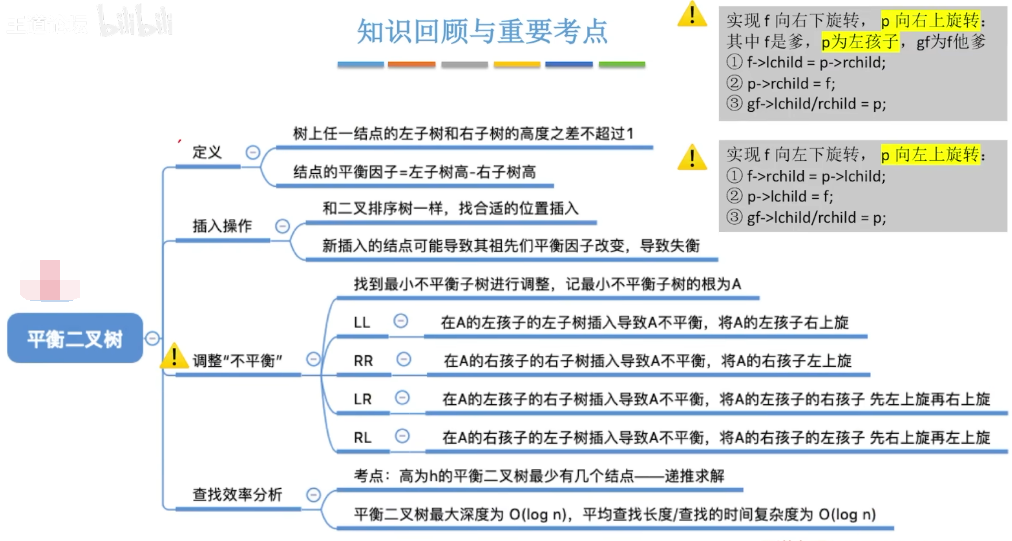 bilibili
知识回顾与重要考点
实现 f 向右下旋转， p 向右上旋转：
其中 f是爹，p为左孩子，gf为f他爹
① f->lchild = p->rchild;
② p->rchild = f;
③ gf->lchild/rchild = p;
实现 f 向左下旋转， p 向左上旋转：
① f->rchild = p->lchild;
② p->lchild = f;
③ gf->lchild/rchild = p;
平衡二叉树
定义
树上任一结点的左子树和右子树的高度之差不超过1
结点的平衡因子=左子树高-右子树高
插入操作
和二叉排序树一样，找合适的位置插入
新插入的结点可能导致其祖先们平衡因子改变，导致失衡
调整“不平衡”
找到最小不平衡子树进行调整，记最小不平衡子树的根为A
LL
在A的左孩子的左子树插入导致A不平衡，将A的左孩子右上旋
RR
在A的右孩子的右子树插入导致A不平衡，将A的右孩子左上旋
LR
在A的左孩子的右子树插入导致A不平衡，将A的左孩子的右孩子 先左上旋再右上旋
RL
在A的右孩子的左子树插入导致A不平衡，将A的右孩子的左孩子 先右上旋再左上旋
查找效率分析
考点：高为h的平衡二叉树最少有几个结点——递推求解
平衡二叉树最大深度为 O(log n)，平均查找长度/查找的时间复杂度为 O(log n)